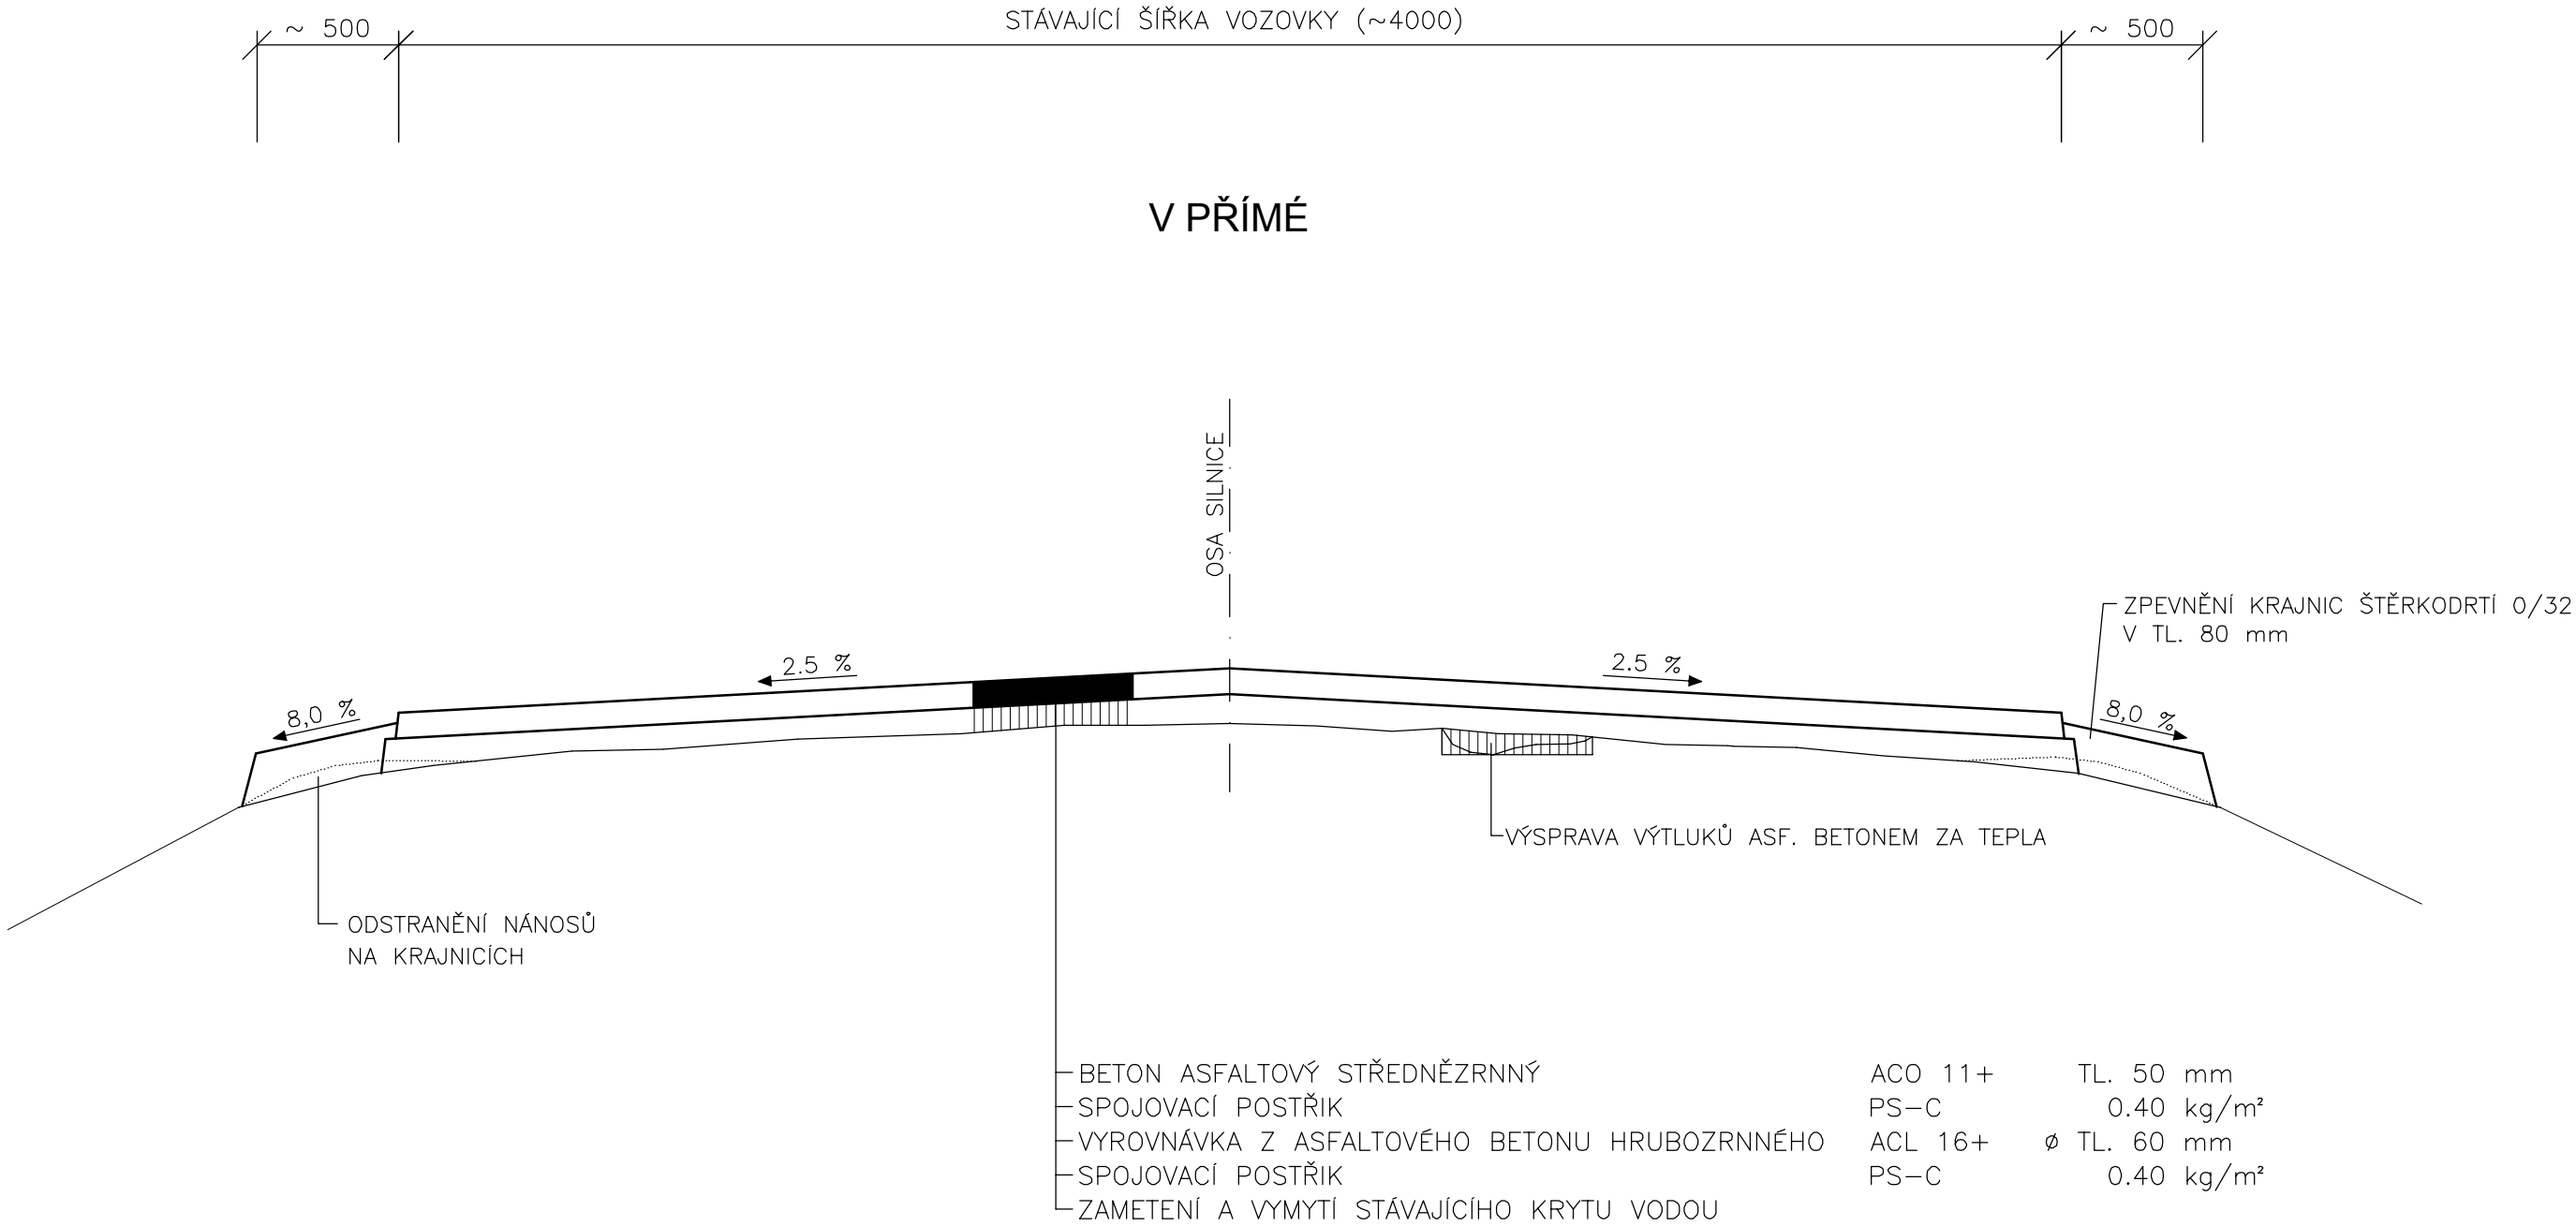 ~ 500
STÁVAJÍCÍ ŠÍŘKA VOZOVKY (~4000)
~ 500
V PŘÍMÉ
OSA SILNICE
ZPEVNĚNÍ KRAJNIC ŠTĚRKODRTÍ 0/32
V TL. 80 mm
8,0 %
2.5 %
2.5 %
8,0 %
VÝSPRAVA VÝTLUKŮ ASF. BETONEM ZA TEPLA
ODSTRANĚNÍ NÁNOSŮ
NA KRAJNICÍCH
BETON ASFALTOVÝ STŘEDNĚZRNNÝ ACO 11+ TL. 50 mm
SPOJOVACÍ POSTŘIK PS-C 0.40 kg/m²
VYROVNÁVKA Z ASFALTOVÉHO BETONU HRUBOZRNNÉHO ACL 16+ ø TL. 60 mm
SPOJOVACÍ POSTŘIK PS-C 0.40 kg/m²
ZAMETENÍ A VYMYTÍ STÁVAJÍCÍHO KRYTU VODOU